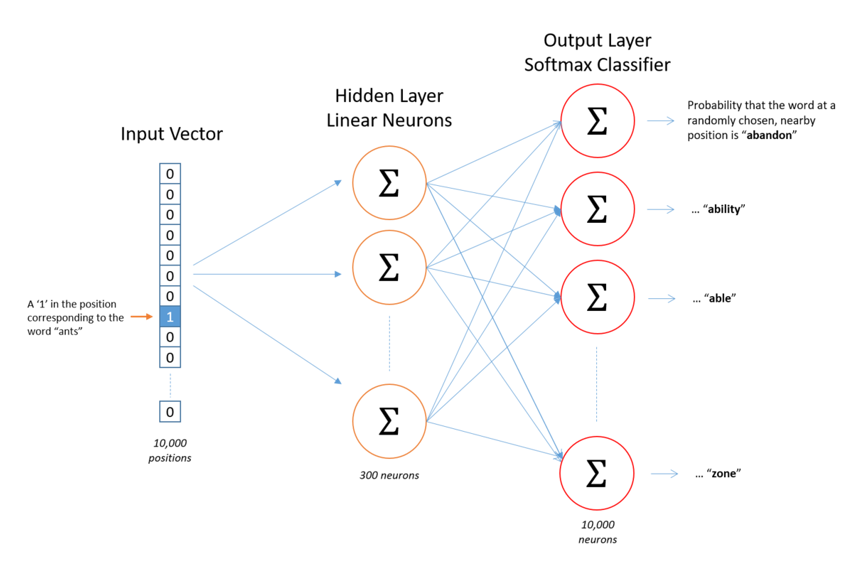 Output Layer
Softmax Classifier
Hidden Layer
Linear Neurons
Input Vector
0
0
0
0
0
0
0
1
0
0
0
A ‘1’ in the position
corresponding to the
word “ants”
10,000
positions
Σ
Σ
Σ
300 neurons
Σ
Σ
Σ
Σ
10,000
neurons
Probability that the word at a
randomly chosen, nearby
position is “abandon”
... “ability”
... “able”
... “zone”